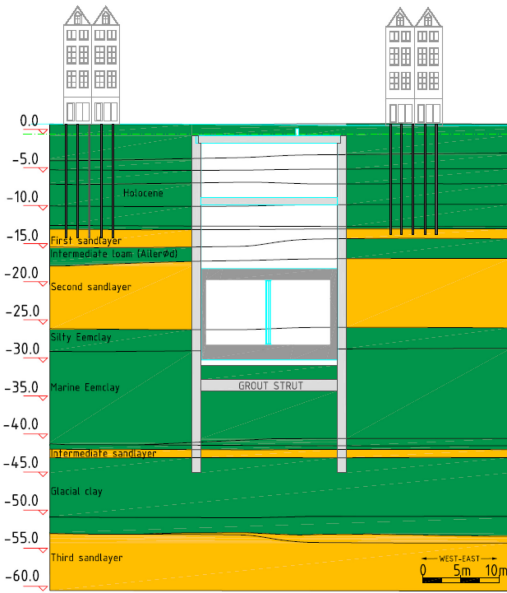 0.0
-5.0
-10.0
Holocene
-15.0
First sandlayer
Intermediate loam (Allerød)
-20.0
Second sandlayer
-25.0
Silty Eemclay
-30.0
Marine Eemclay
GROUT STRUT
-35.0
-40.0
Intermediate sandlayer
-45.0
Glacial clay
-50.0
-55.0
Third sandlayer
WEST-EAST
0 5m 10m
-60.0